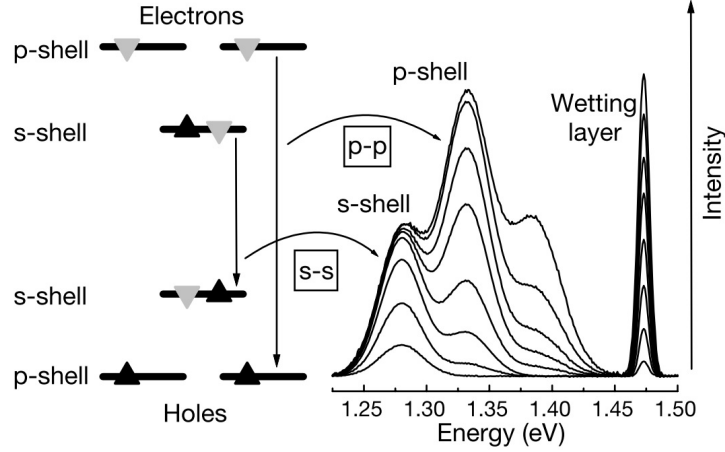 Electrons
p-shell
s-shell
s-shell
p-shell
Holes
p-p
s-s
p-shell
s-shell
Wetting
layer
Intensity
1.25 1.30 1.35 1.40 1.45 1.50
Energy (eV)